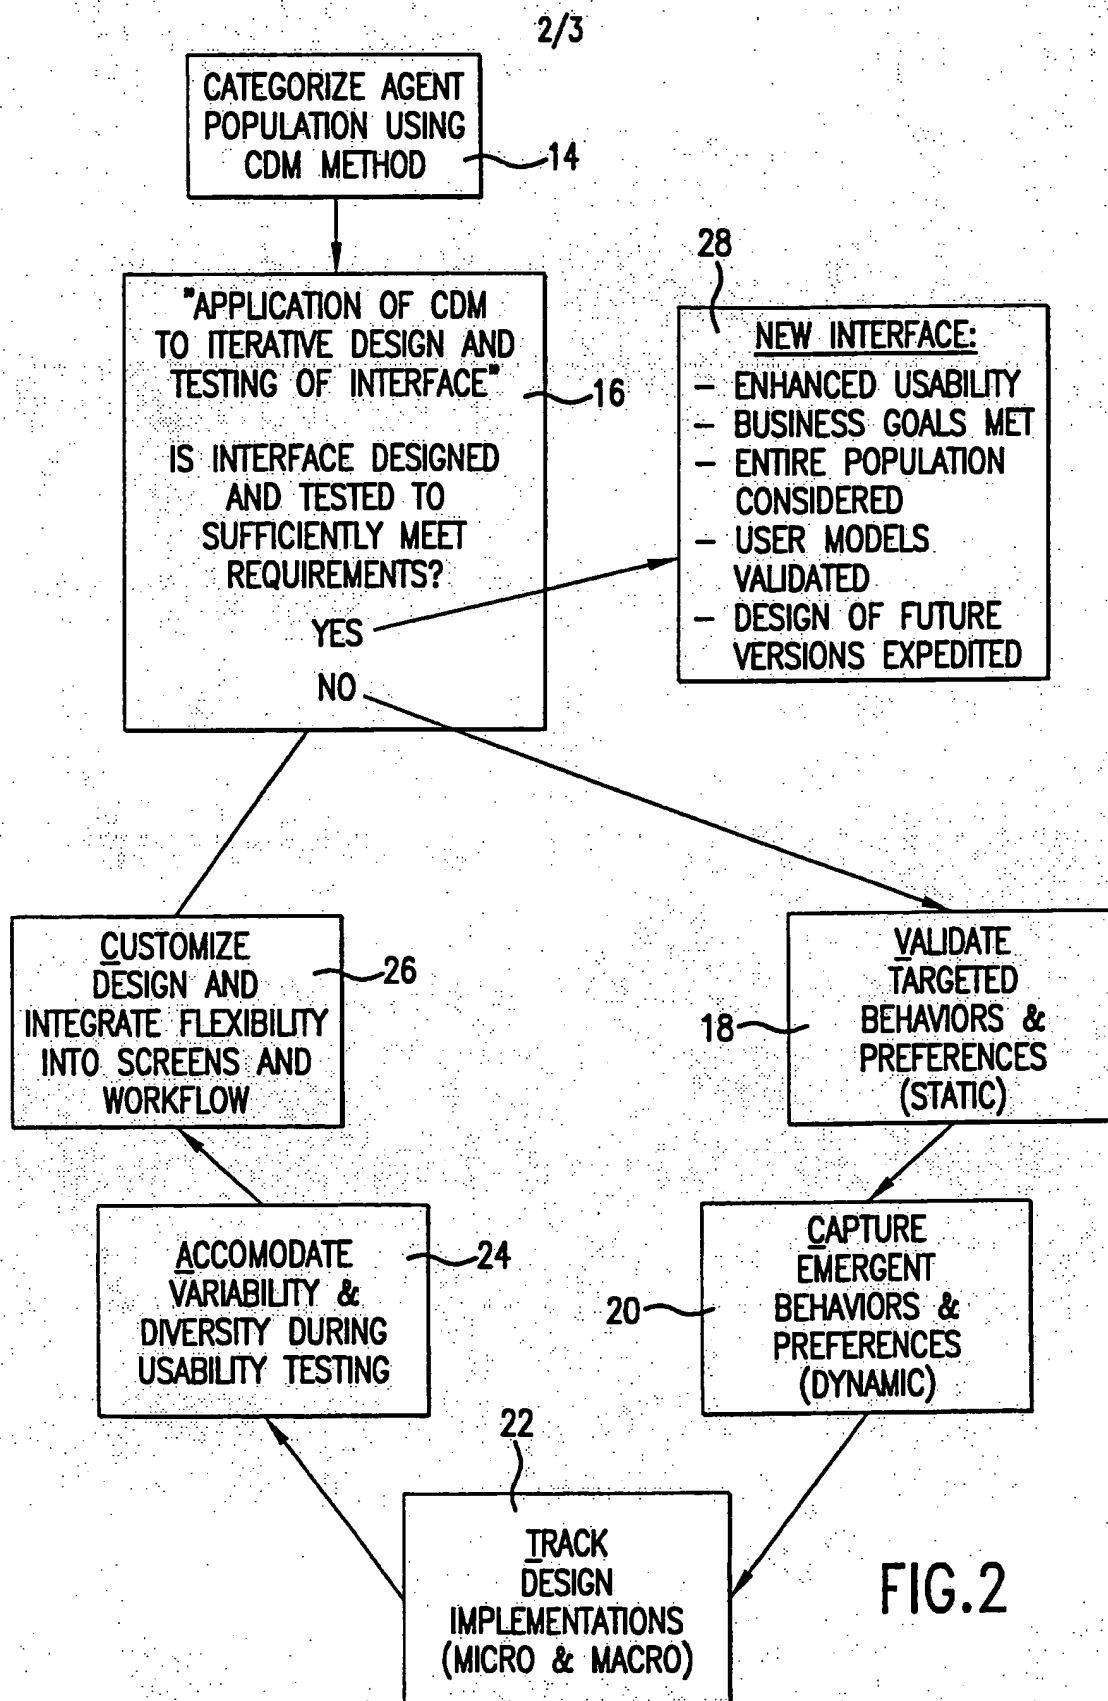 2/3
CATEGORIZE AGENT
POPULATION USING
CDM METHOD
14
"APPLICATION OF CDM
TO ITERATIVE DESIGN AND
TESTING OF INTERFACE"
16
IS INTERFACE DESIGNED
AND TESTED TO
SUFFICIENTLY MEET
REQUIREMENTS?
YES
NO
28
NEW INTERFACE:
- ENHANCED USABILITY
- BUSINESS GOALS MET
- ENTIRE POPULATION
CONSIDERED
- USER MODELS
VALIDATED
- DESIGN OF FUTURE
VERSIONS EXPEDITED
VALIDATE
TARGETED
BEHAVIORS &
PREFERENCES
(STATIC)
18
CAPTURE
EMERGENT
BEHAVIORS &
PREFERENCES
(DYNAMIC)
20
22
TRACK
DESIGN
IMPLEMENTATIONS
(MICRO & MACRO)
ACCOMODATE
VARIABILITY &
DIVERSITY DURING
USABILITY TESTING
24
CUSTOMIZE
DESIGN AND
INTEGRATE FLEXIBILITY
INTO SCREENS AND
WORKFLOW
26
FIG.2